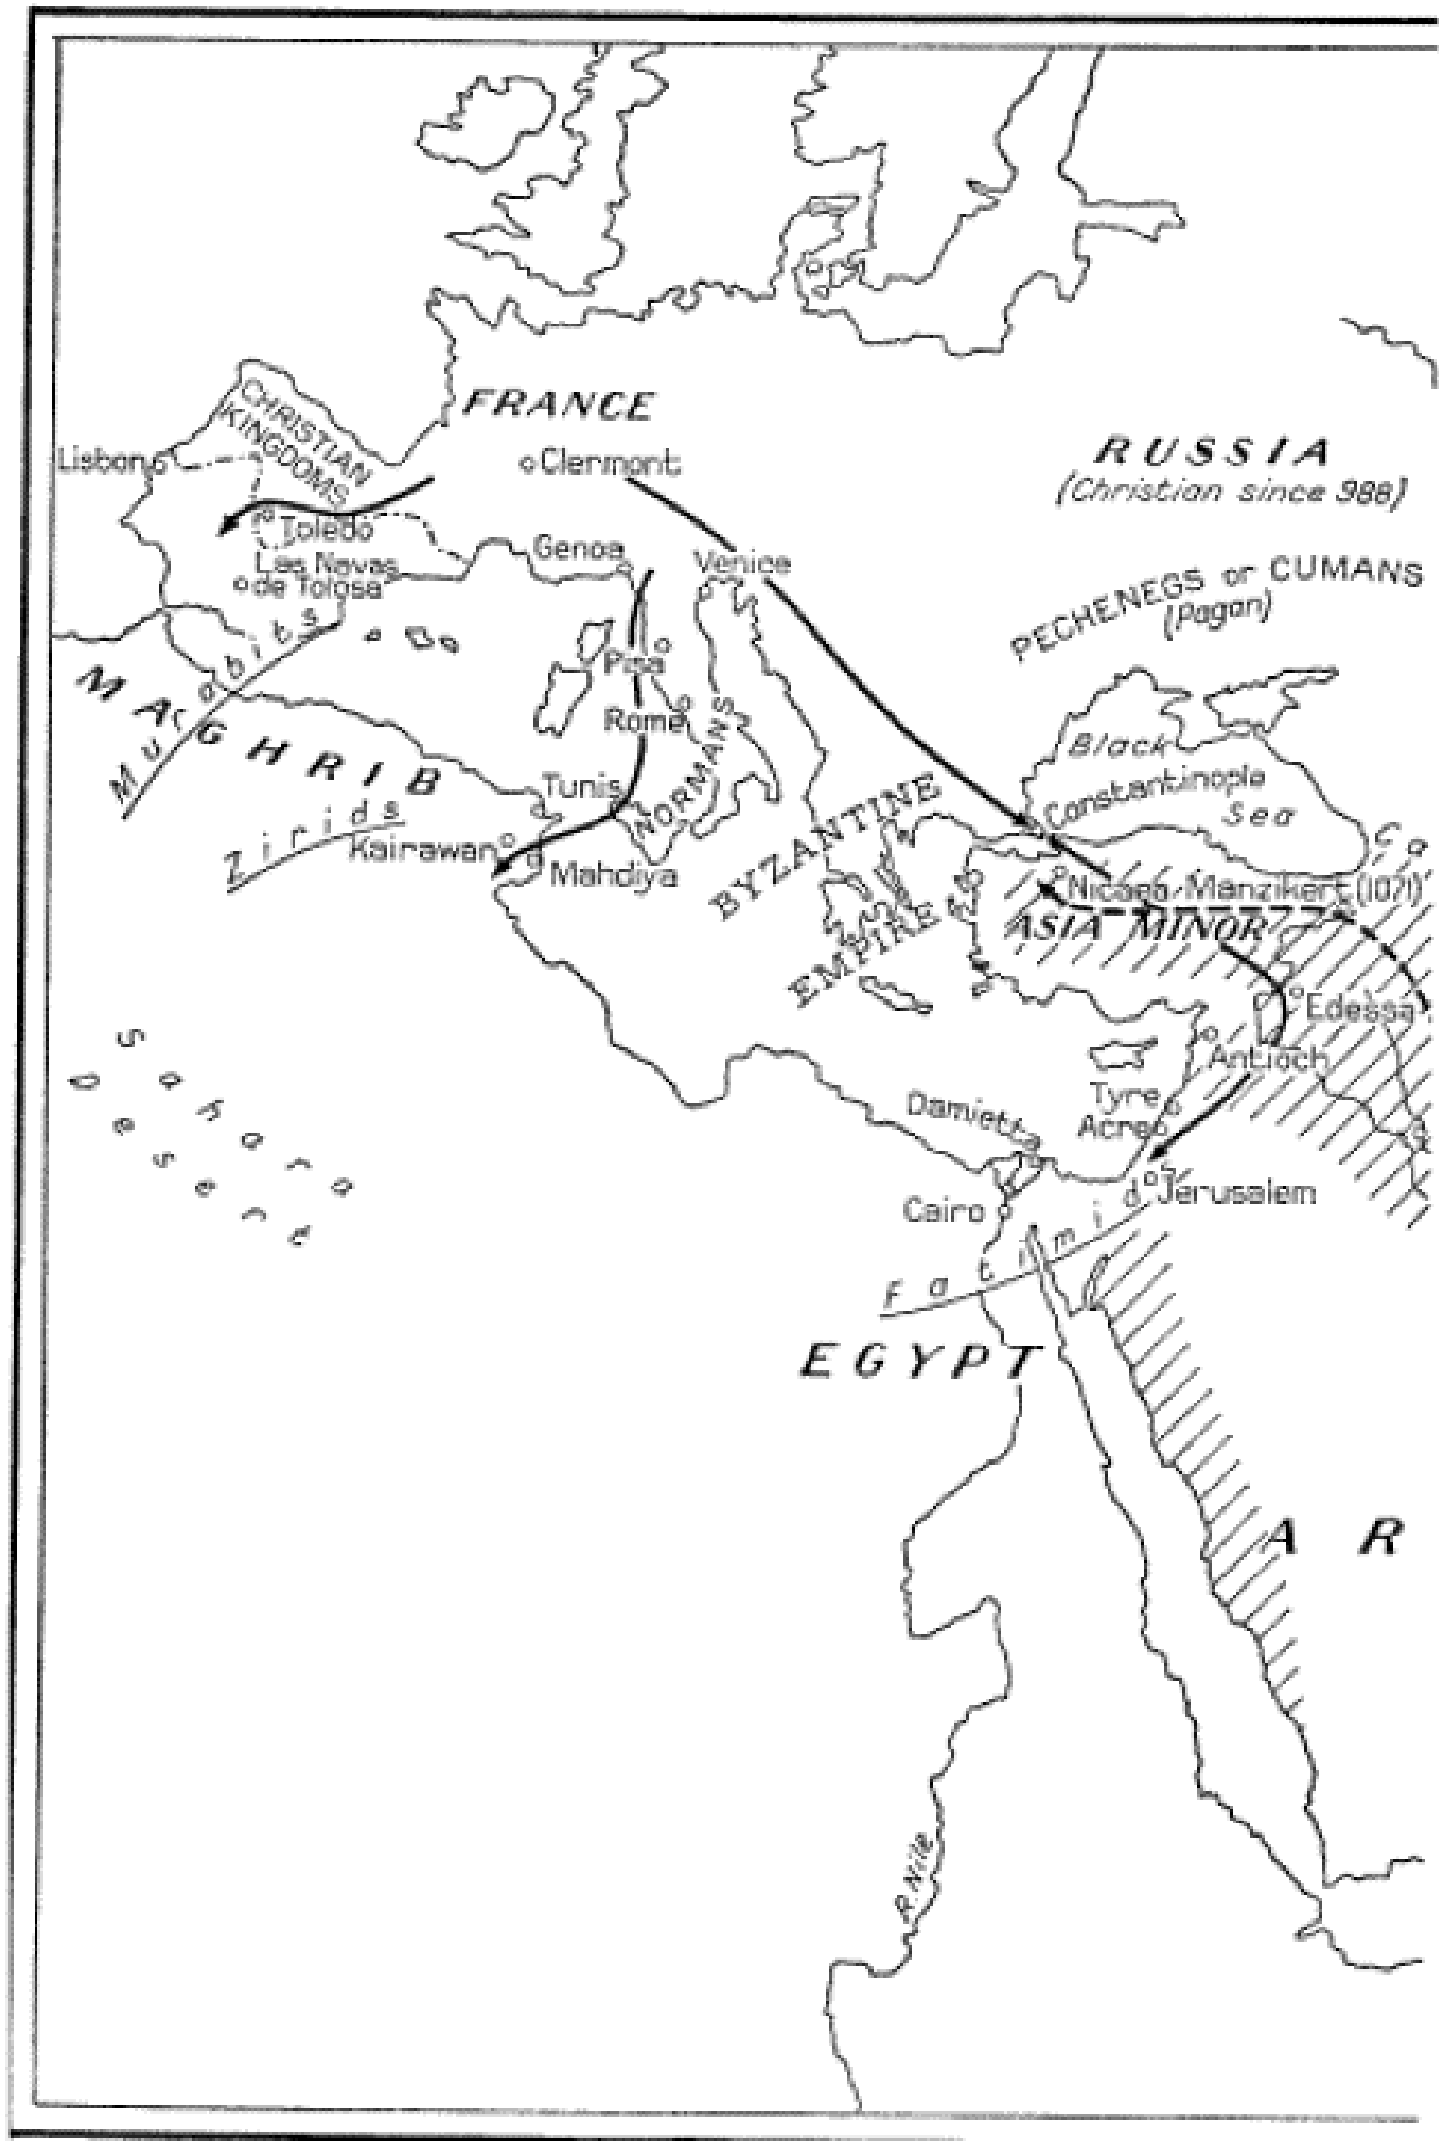 FRANCE
CHRISTIAN
KINGDOMS
Lisbon
Clermont
RUSSIA
(Christian since 988)
Toledo
Las Navas
de Tolosa
Genoa
Venice
PECHENEGS or CUMANS
(Pagan)
Murabits
MAGHRIB
Pisa
Rome
NORMANS
Black
Sea
Constantinople
Tunis
Zirids
Kairawan
Mahdiya
BYZANTINE
EMPIRE
Ca
Nicaea
Manzikert (1071)
ASIA MINOR
Edessa
Antioch
Sahara
Desert
Tyre
Acre
Damietta
Jerusalem
Cairo
Fatimids
EGYPT
A R
R. Nile